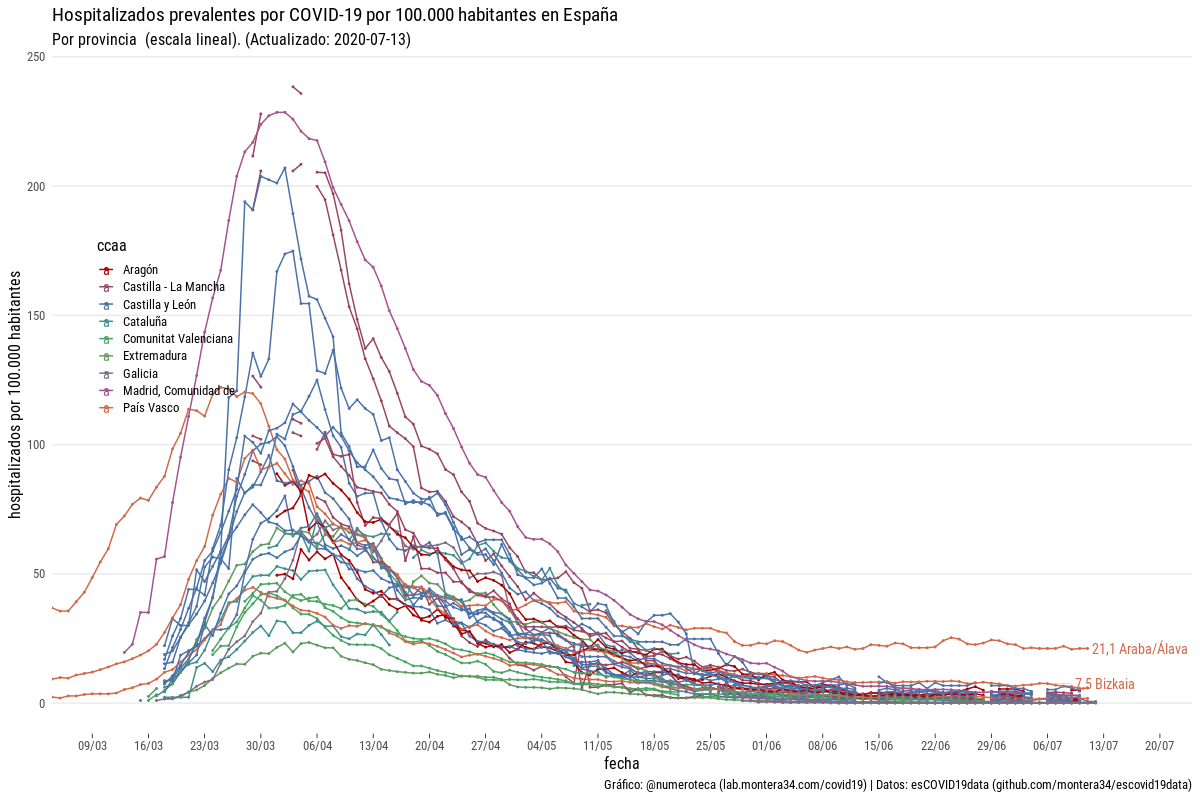 Hospitalizados prevalentes por COVID-19 por 100.000 habitantes en España
Por provincia (escala lineal). (Actualizado: 2020-07-13)
hospitalizados por 100.000 habitantes
250
200
150
100
50
0
ccaa
Aragón
Castilla - La Mancha
Castilla y León
Cataluña
Comunitat Valenciana
Extremadura
Galicia
Madrid, Comunidad de
País Vasco
21,1 Araba/Álava
7,5 Bizkaia
09/03 16/03 23/03 30/03 06/04 13/04 20/04 27/04 04/05 11/05 18/05 25/05 01/06 08/06 15/06 22/06 29/06 06/07 13/07 20/07
fecha
Gráfico: @numeroteca (lab.montera34.com/covid19) | Datos: esCOVID19data (github.com/montera34/escovid19data)